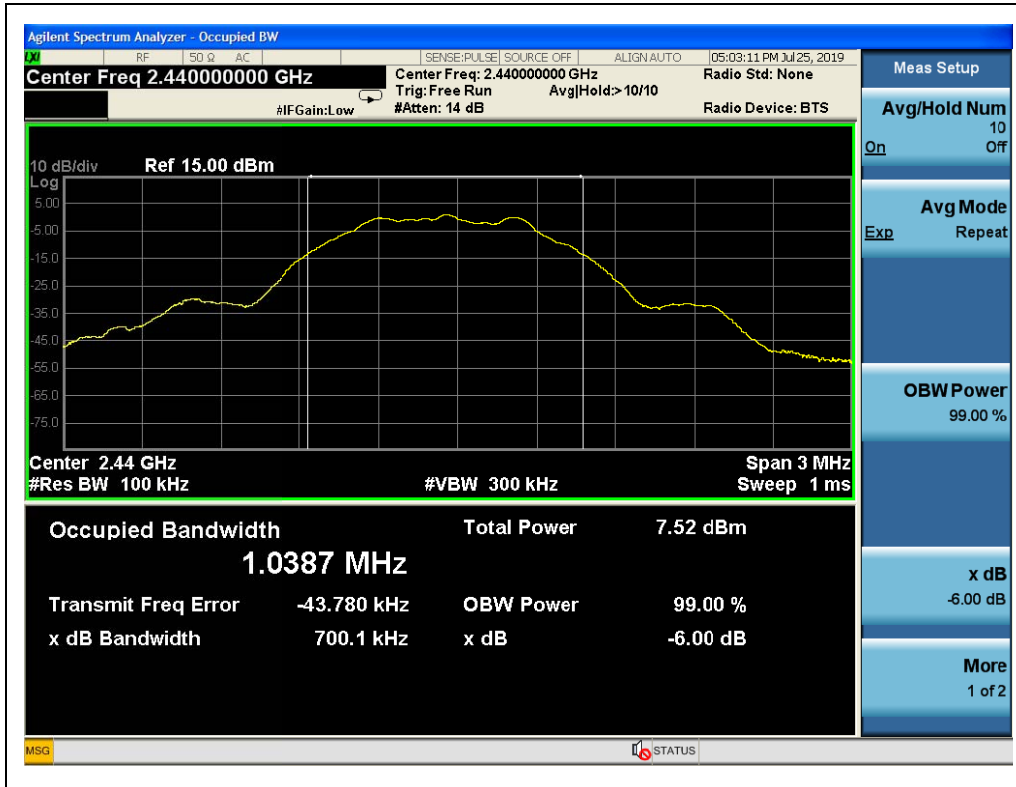 Agilent Spectrum Analyzer - Occupied BW
LXI RF 50 Ω AC SENSE:PULSE SOURCE OFF ALIGN AUTO 05:03:11 PM Jul 25, 2019
Center Freq 2.440000000 GHz
Center Freq: 2.440000000 GHz
Radio Std: None
Trig: Free Run Avg|Hold:> 10/10
#IFGain:Low #Atten: 14 dB
Radio Device: BTS
10 dB/div Ref 15.00 dBm
Log
5.00
-5.00
-15.0
-25.0
-35.0
-45.0
-55.0
-65.0
-75.0
Center 2.44 GHz Span 3 MHz
#Res BW 100 kHz #VBW 300 kHz Sweep 1 ms
Occupied Bandwidth Total Power 7.52 dBm
1.0387 MHz
Transmit Freq Error -43.780 kHz OBW Power 99.00 %
x dB Bandwidth 700.1 kHz x dB -6.00 dB
Meas Setup
Avg/Hold Num
10
On Off
Avg Mode
Exp Repeat
OBW Power
99.00 %
x dB
-6.00 dB
More
1 of 2
MSG STATUS